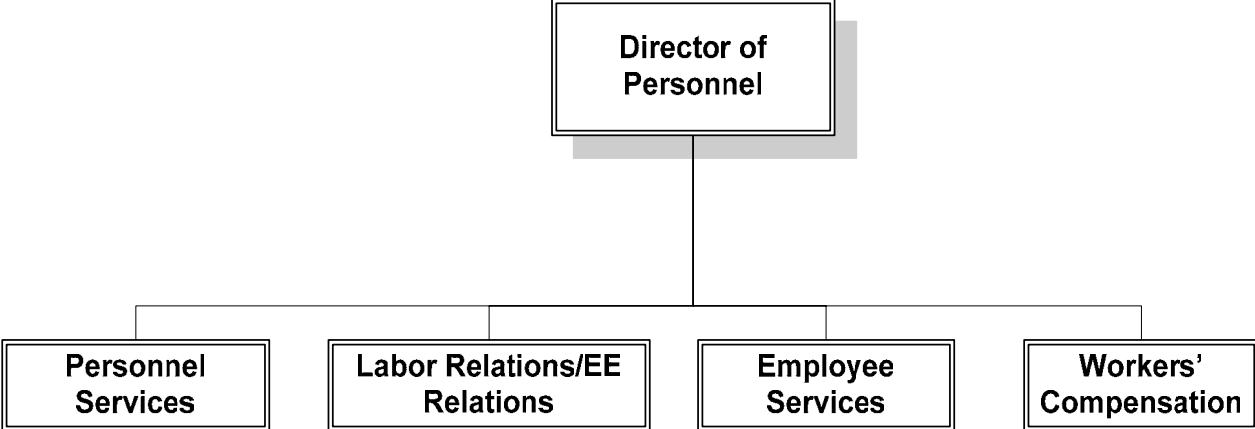 Director of
Personnel
Personnel
Services
Labor Relations/EE
Relations
Employee
Services
Workers’
Compensation